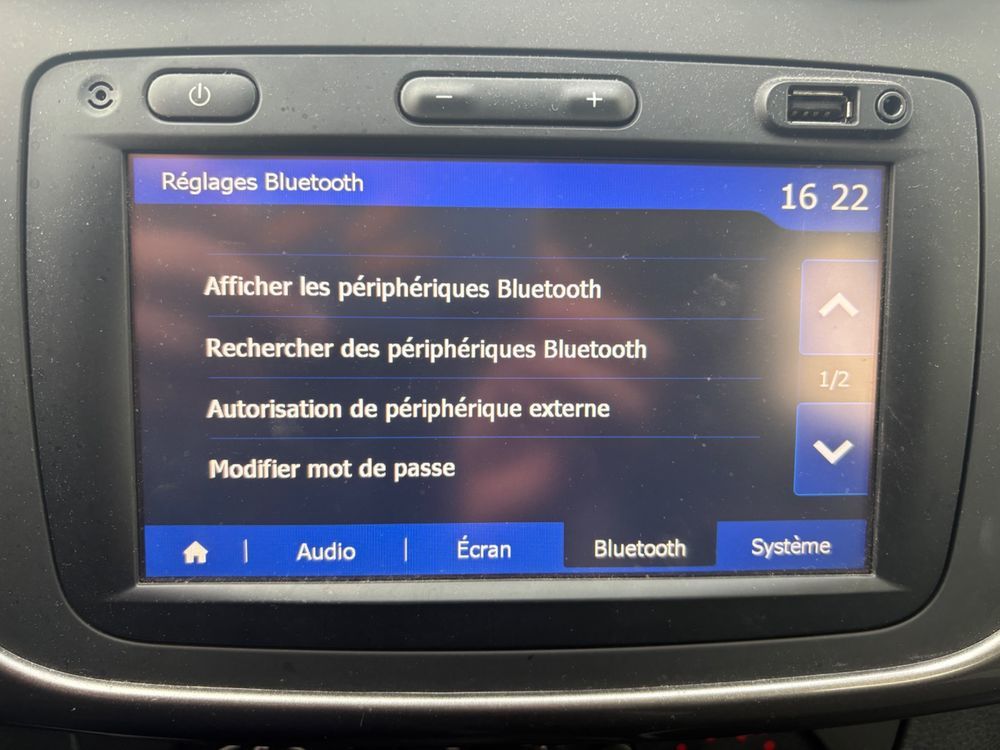 Réglages Bluetooth
16 22
Afficher les périphériques Bluetooth
Rechercher des périphériques Bluetooth
1/2
Autorisation de périphérique externe
Modifier mot de passe
Audio
Écran
Bluetooth
Système